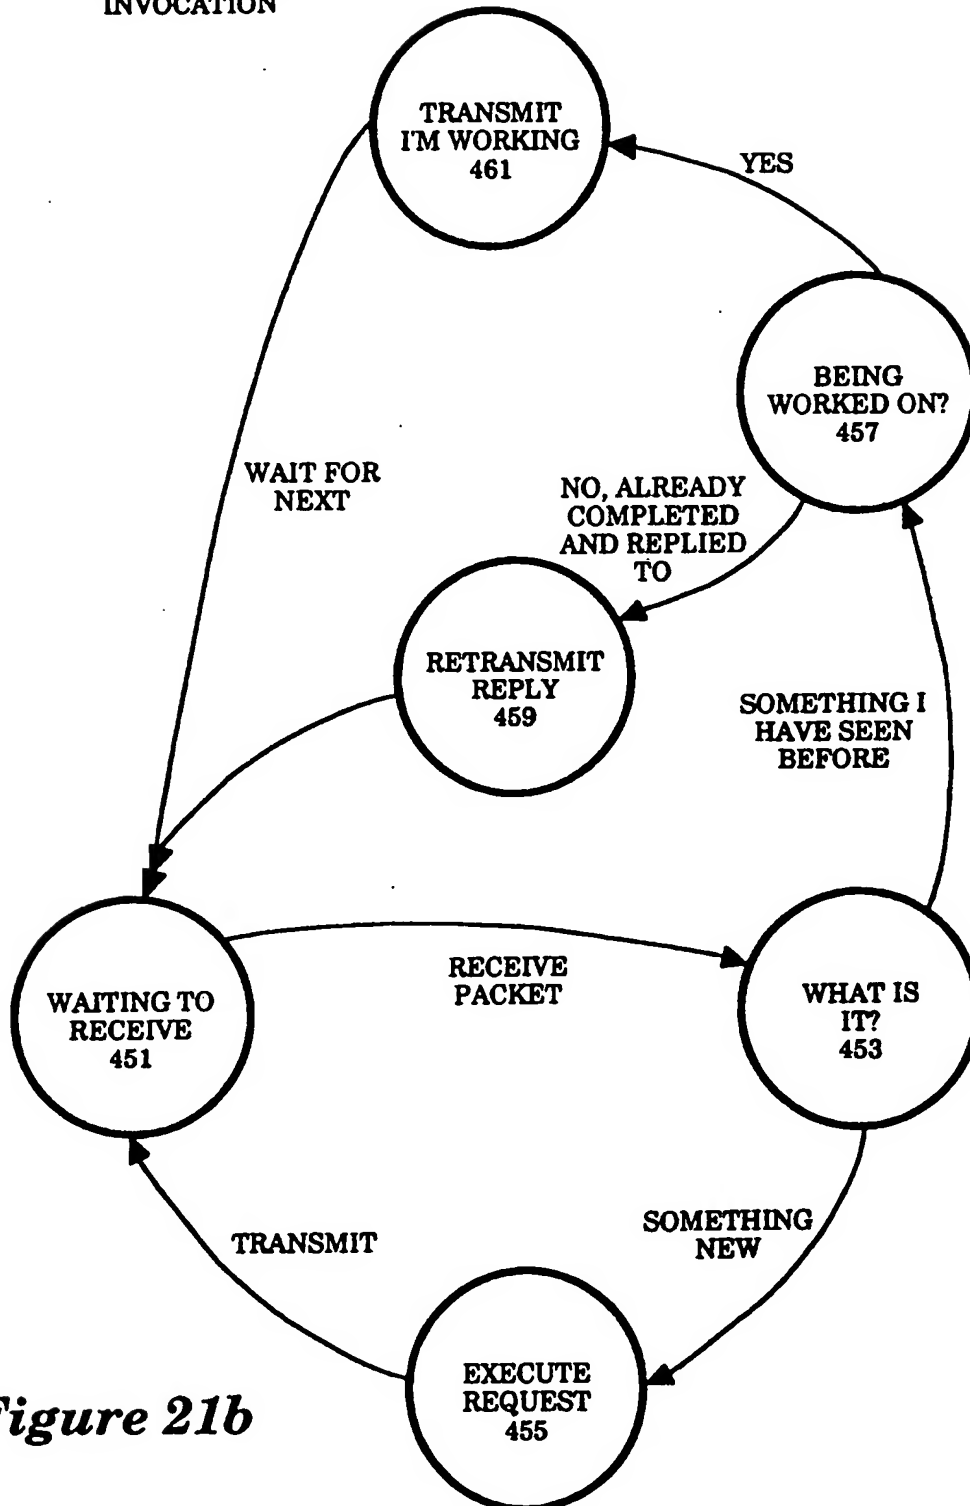 INVOCATION
TRANSMIT
I'M WORKING
461
YES
BEING
WORKED ON?
457
WAIT FOR
NEXT
NO, ALREADY
COMPLETED
AND REPLIED
TO
RETRANSMIT
REPLY
459
SOMETHING I
HAVE SEEN
BEFORE
RECEIVE
PACKET
WAITING TO
RECEIVE
451
WHAT IS
IT?
453
TRANSMIT
SOMETHING
NEW
EXECUTE
REQUEST
455
Figure 21b